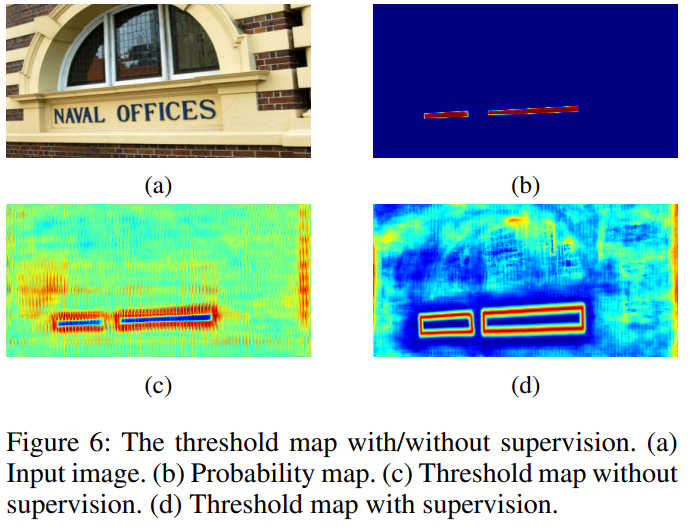 NAVAL OFFICES
(a)
(b)
(c)
(d)
Figure 6: The threshold map with/without supervision. (a)
Input image. (b) Probability map. (c) Threshold map without
supervision. (d) Threshold map with supervision.